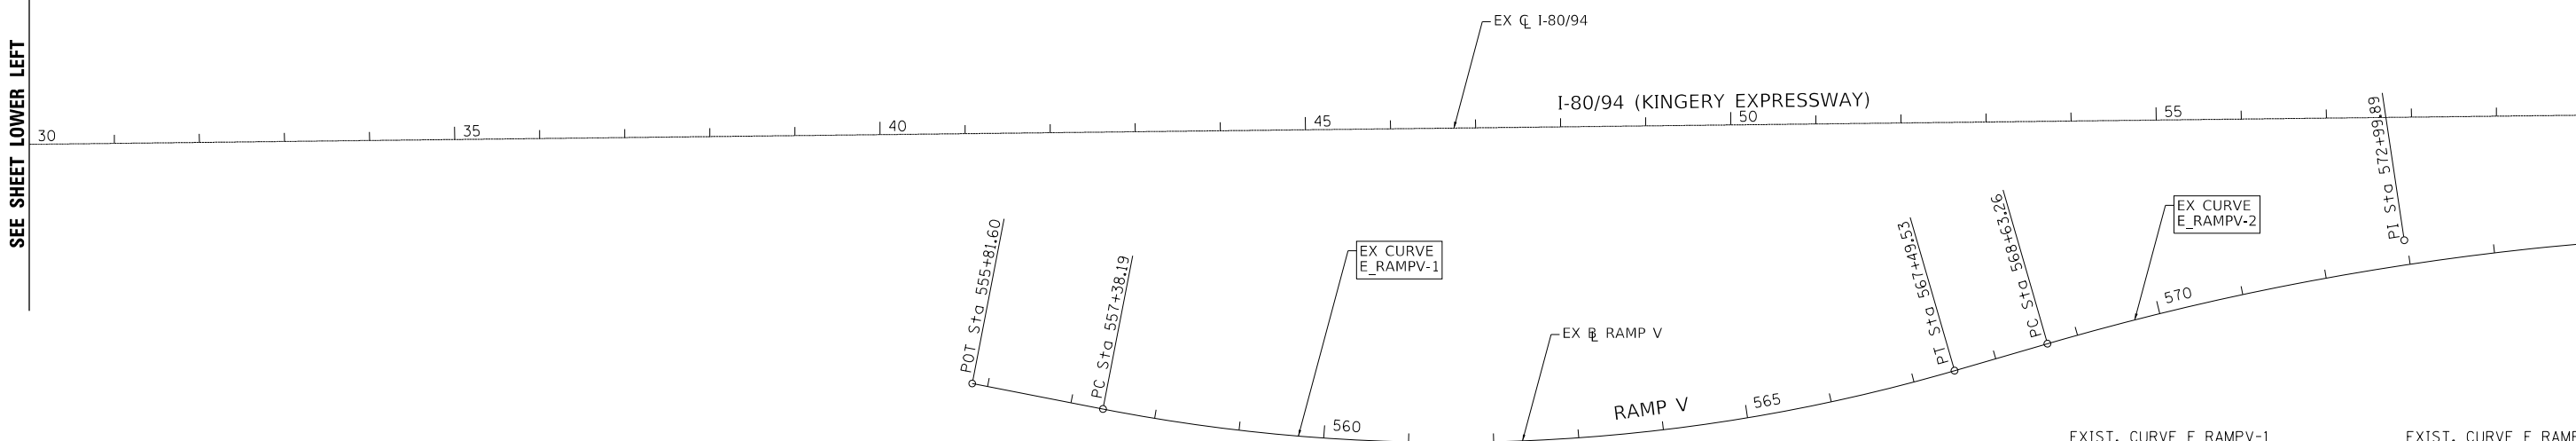 SEE SHEET LOWER LEFT
EX ℄ I-80/94
I-80/94 (KINGERY EXPRESSWAY)
30
35
40
45
50
55
POT Sta 555+81.60
PC Sta 557+38.19
EX CURVE
E_RAMPV-1
EX ⅊ RAMP V
PT Sta 567+49.53
PC Sta 568+63.26
EX CURVE
E_RAMPV-2
PI Sta 572+99.89
560
RAMP V
565
570
EXIST. CURVE E_RAMPV-1
EXIST. CURVE E_RAMP